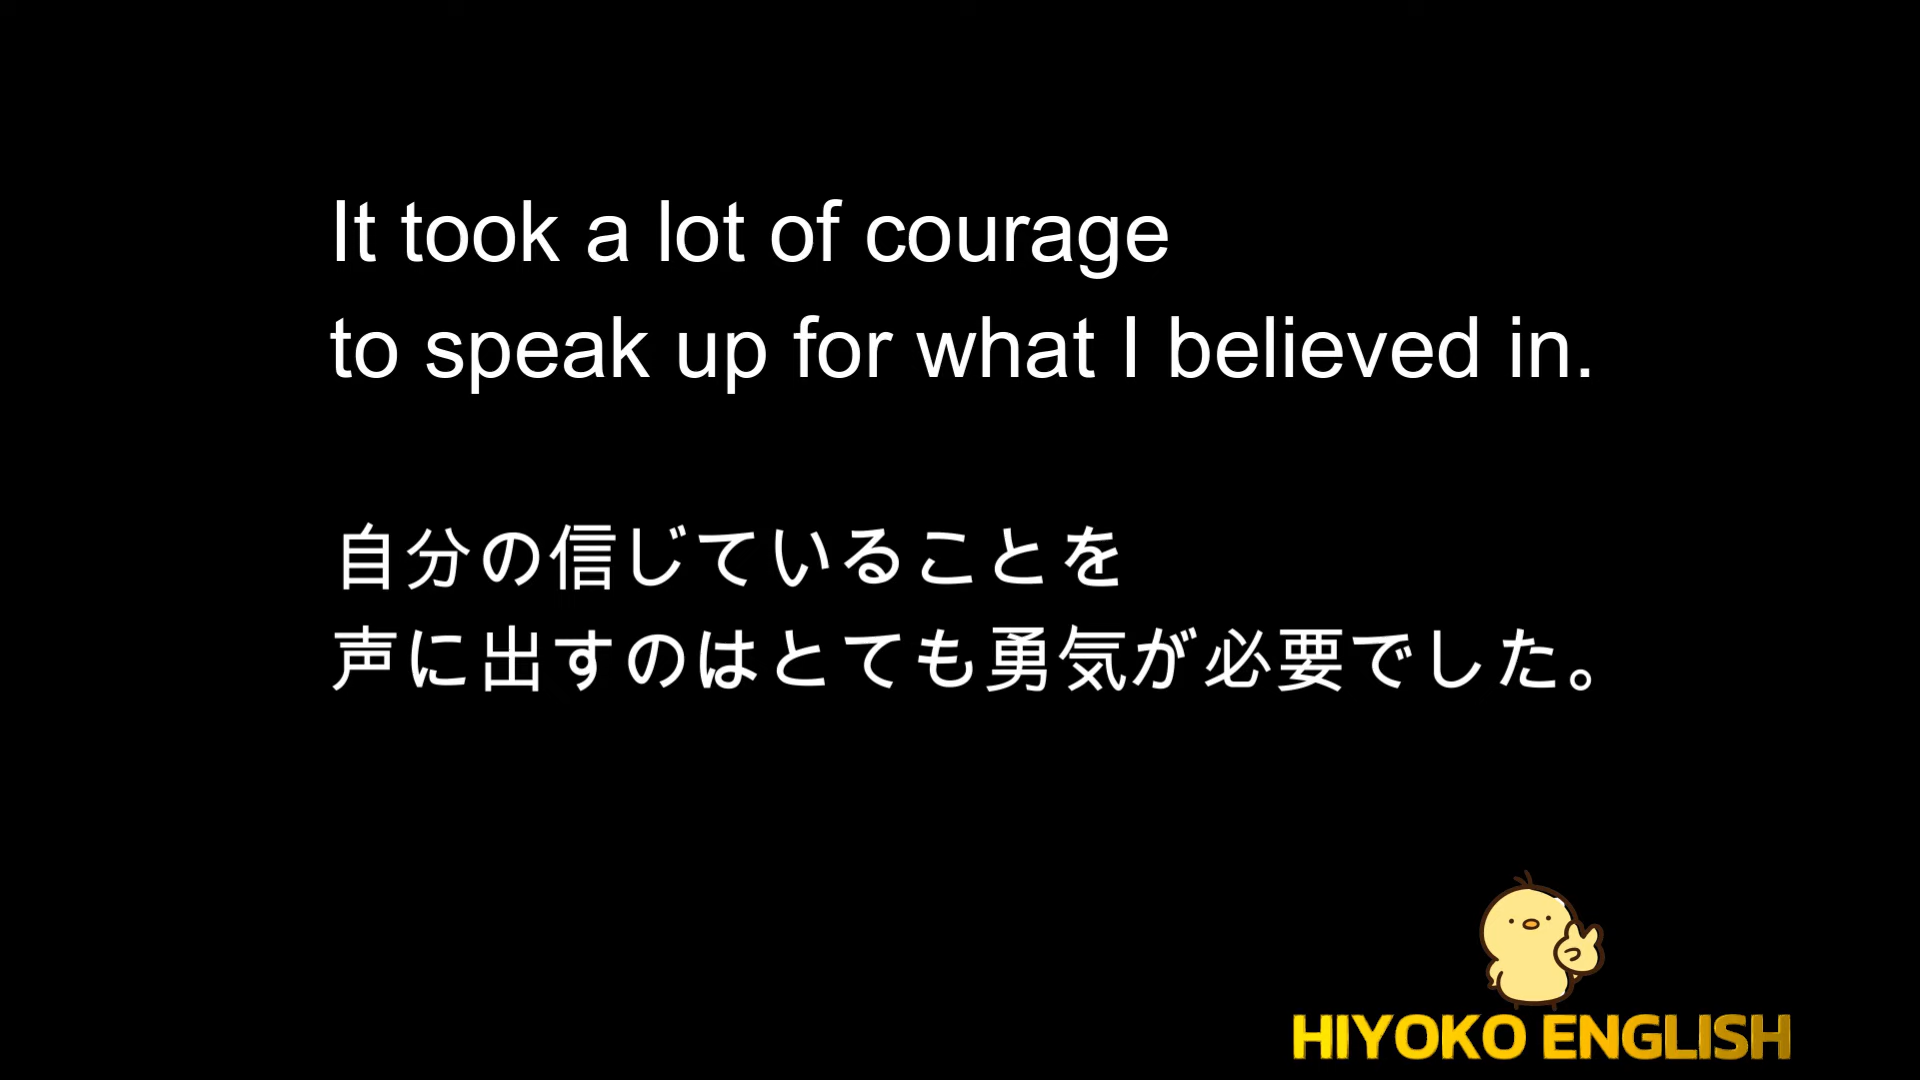 It took a lot of courage
to speak up for what I believed in.
自分の信じていることを
声に出すのはとても勇気が必要でした。
HIYOKO ENGLISH